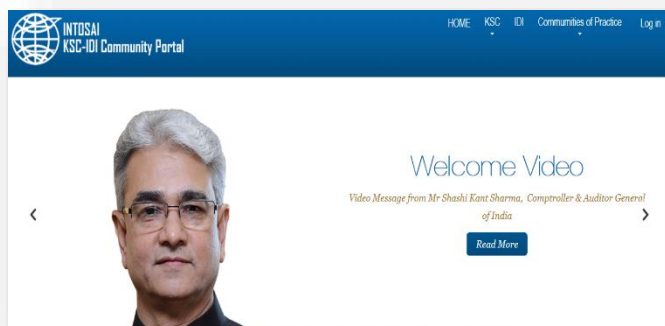 INTOSAI
KSC-IDI Community Portal
HOME KSC IDI Communities of Practice Log in
Welcome Video
Video Message from Mr Shashi Kant Sharma, Comptroller & Auditor General
of India
Read More